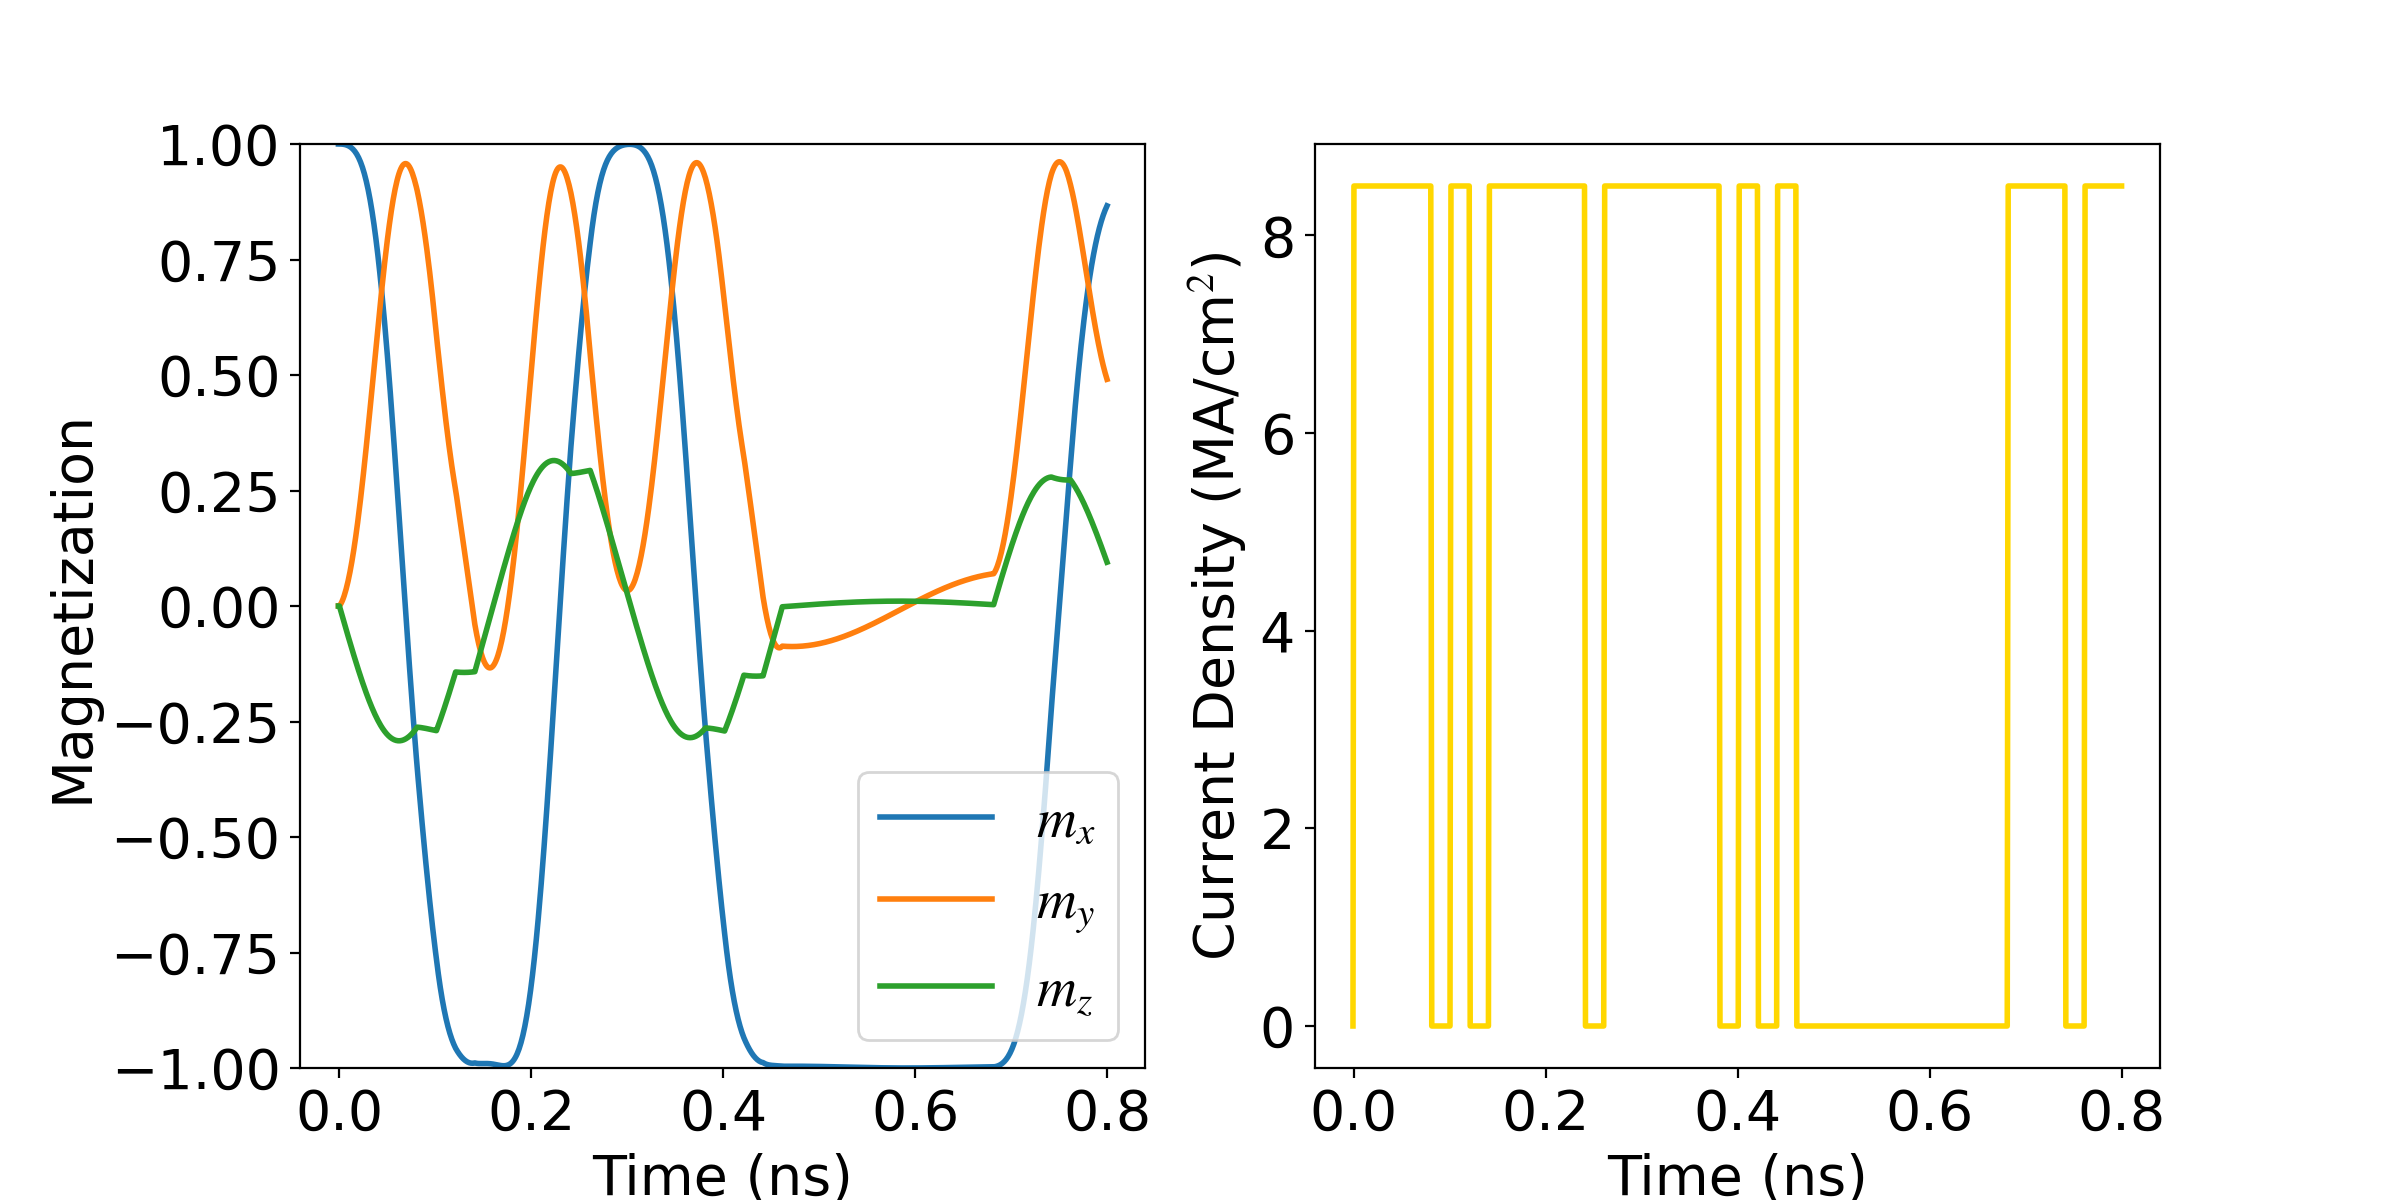 Magnetization
1.00
0.75
0.50
0.25
0.00
−0.25
−0.50
−0.75
−1.00
0.0 0.2 0.4 0.6 0.8
Time (ns)
m_x
m_y
m_z
Current Density (MA/cm²)
8
6
4
2
0
0.0 0.2 0.4 0.6 0.8
Time (ns)